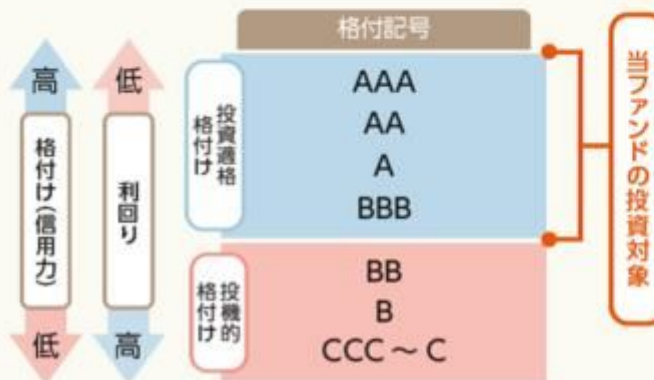 格付記号
高
低
格付け(信用力)
利回り
低
高
投資適格
格付け
AAA
AA
A
BBB
投機的
格付け
BB
B
CCC ~ C
当ファンドの投資対象